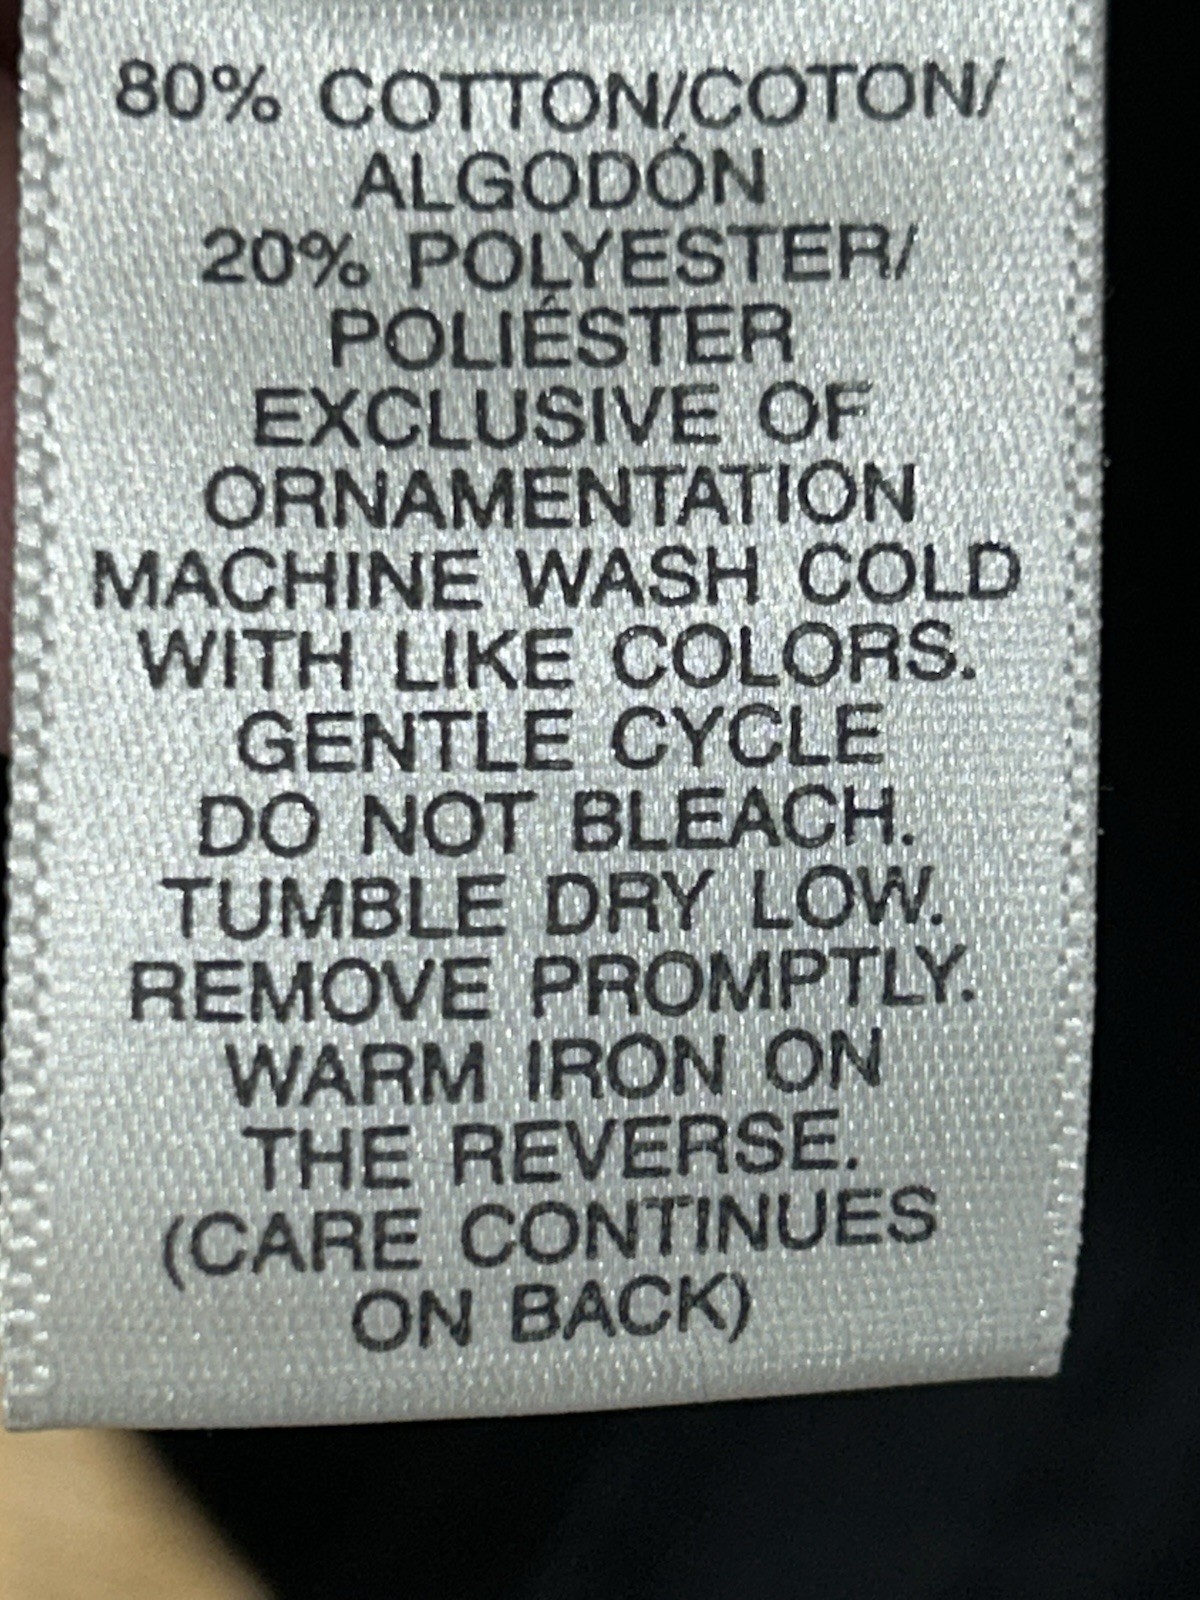 80% COTTON/COTON/
ALGODÓN
20% POLYESTER/
POLIÉSTER
EXCLUSIVE OF
ORNAMENTATION
MACHINE WASH COLD
WITH LIKE COLORS.
GENTLE CYCLE
DO NOT BLEACH.
TUMBLE DRY LOW.
REMOVE PROMPTLY.
WARM IRON ON
THE REVERSE.
(CARE CONTINUES
ON BACK)